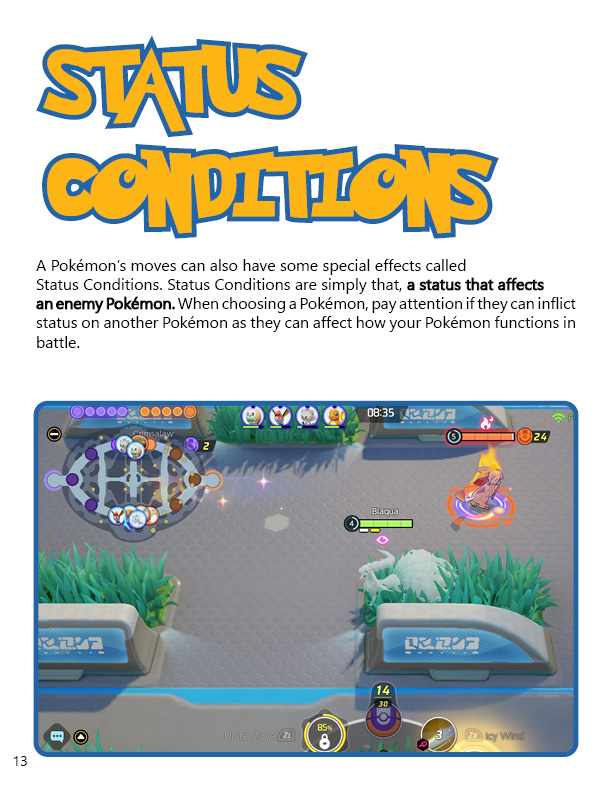 STATUS
CONDITIONS
A Pokémon's moves can also have some special effects called
Status Conditions. Status Conditions are simply that, a status that affects
an enemy Pokémon. When choosing a Pokémon, pay attention if they can inflict
status on another Pokémon as they can affect how your Pokémon functions in
battle.
08:35
Crimsalaw
2
5
24
Blaqua
4
14
30
85%
ZL
3
ZR
Icy Wind
13